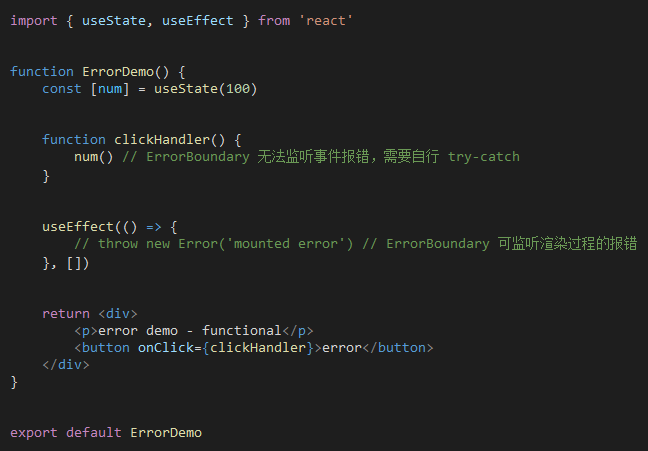 import { useState, useEffect } from 'react'
function ErrorDemo() {
    const [num] = useState(100)
    function clickHandler() {
        num() // ErrorBoundary 无法监听事件报错，需要自行 try-catch
    }
    useEffect(() => {
        // throw new Error('mounted error') // ErrorBoundary 可监听渲染过程的报错
    }, [])
    return <div>
        <p>error demo - functional</p>
        <button onClick={clickHandler}>error</button>
    </div>
}
export default ErrorDemo